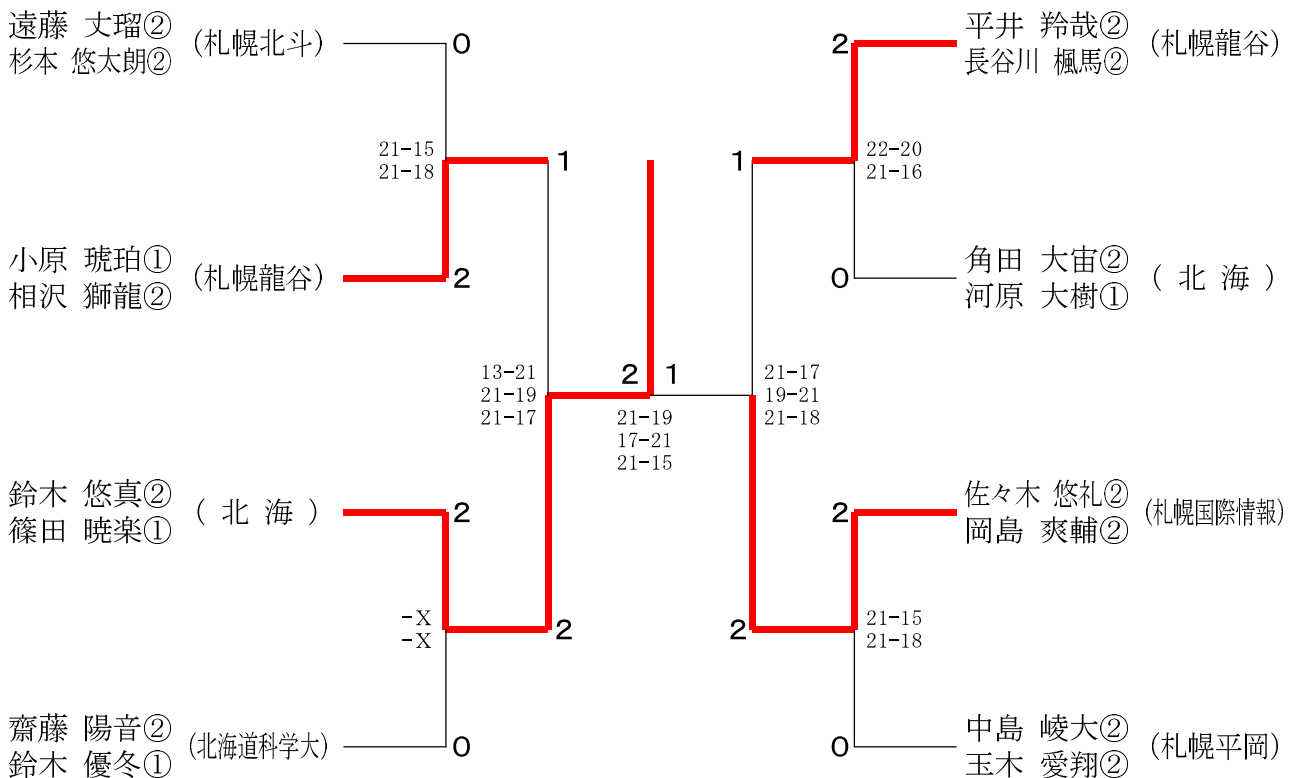 遠藤 丈瑠②
杉本 悠太朗②
(札幌北斗)
0
21-15
21-18
1
小原 琥珀①
相沢 獅龍②
(札幌龍谷)
2
13-21
21-19
21-17
鈴木 悠真②
篠田 暁楽①
( 北 海 )
2
-X
-X
2
齋藤 陽音②
鈴木 優冬①
(北海道科学大)
0
2
1
21-19
17-21
21-15
平井 羚哉②
長谷川 楓馬②
(札幌龍谷)
2
1
22-20
21-16
角田 大宙②
河原 大樹①
( 北 海 )
0
21-17
19-21
21-18
佐々木 悠礼②
岡島 爽輔②
(札幌国際情報)
2
2
21-15
21-18
中島 崚大②
玉木 愛翔②
(札幌平岡)
0